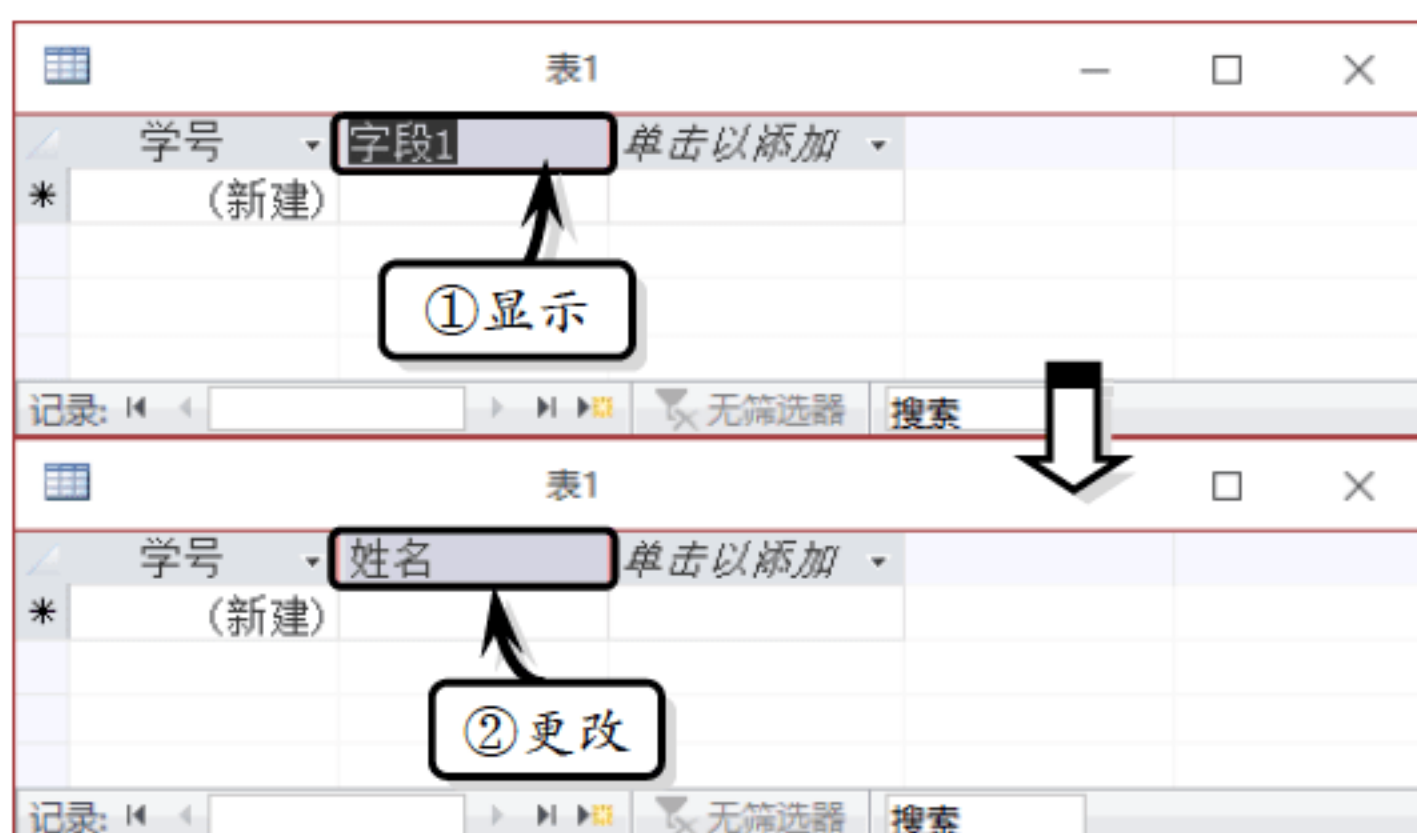 表1
学号 字段1 单击以添加
(新建)
①显示
记录: 无筛选器 搜索
表1
学号 姓名 单击以添加
(新建)
②更改
记录: 无筛选器 搜索